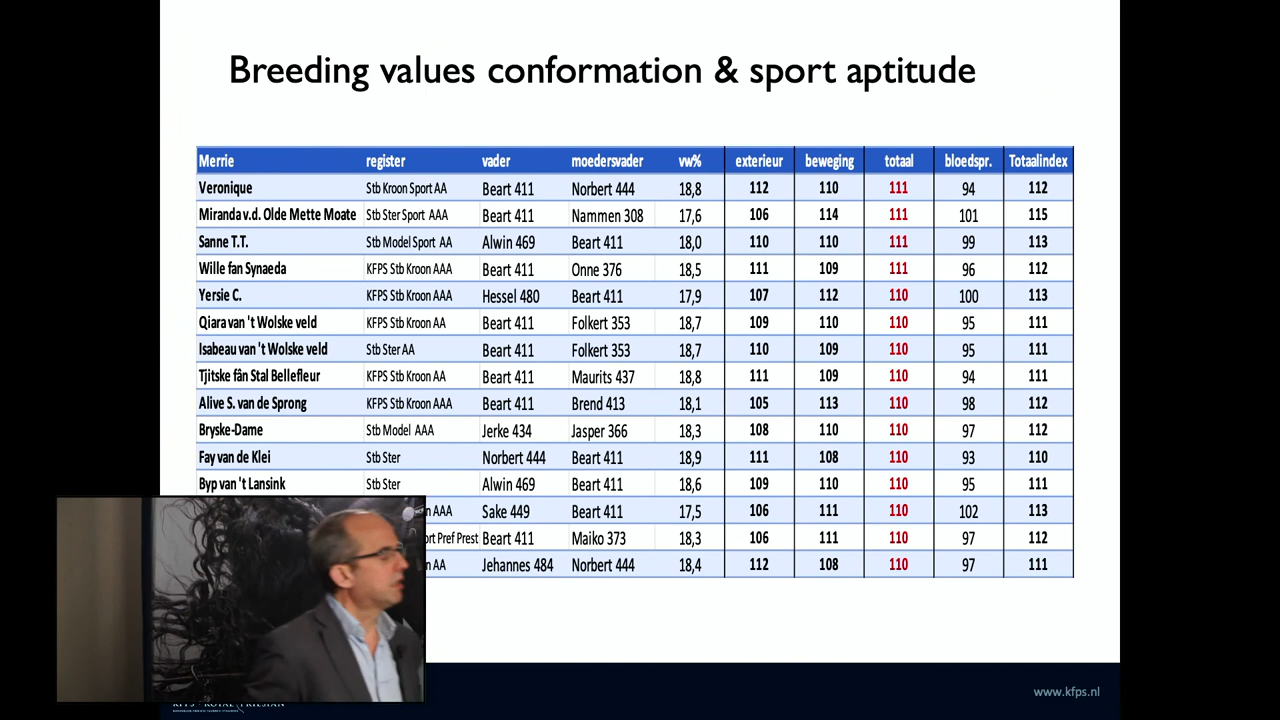 Breeding values conformation & sport aptitude
Merrie register vader moedersvader vw% exterieur beweging totaal bloedspr. Totaalindex
Veronique Stb Kroon Sport AA Beart 411 Norbert 444 18,8 112 110 111 94 112
Miranda v.d. Olde Mette Moate Stb Ster Sport AAA Beart 411 Nammen 308 17,6 106 114 111 101 115
Sanne T.T. Stb Model Sport AA Alwin 469 Beart 411 18,0 110 110 111 99 113
Wille fan Synaeda KFPS Stb Kroon AAA Beart 411 Onne 376 18,5 111 109 111 96 112
Yersie C. KFPS Stb Kroon AAA Hessel 480 Beart 411 17,9 107 112 110 100 113
Qiara van 't Wolske veld KFPS Stb Kroon AA Beart 411 Folkert 353 18,7 109 110 110 95 111
Isabeau van 't Wolske veld Stb Ster AA Beart 411 Folkert 353 18,7 110 109 110 95 111
Tjitske fân Stal Bellefleur KFPS Stb Kroon AA Beart 411 Maurits 437 18,8 111 109 110 94 111
Alive S. van de Sprong KFPS Stb Kroon AAA Beart 411 Brend 413 18,1 105 113 110 98 112
Bryske-Dame Stb Model AAA Jerke 434 Jasper 366 18,3 108 110 110 97 112
Fay van de Klei Stb Ster Norbert 444 Beart 411 18,9 111 108 110 93 110
Byp van 't Lansink Stb Ster Alwin 469 Beart 411 18,6 109 110 110 95 111
n AAA Sake 449 Beart 411 17,5 106 111 110 102 113
ort Pref Prest Beart 411 Maiko 373 18,3 106 111 110 97 112
n AA Jehannes 484 Norbert 444 18,4 112 108 110 97 111
www.kfps.nl